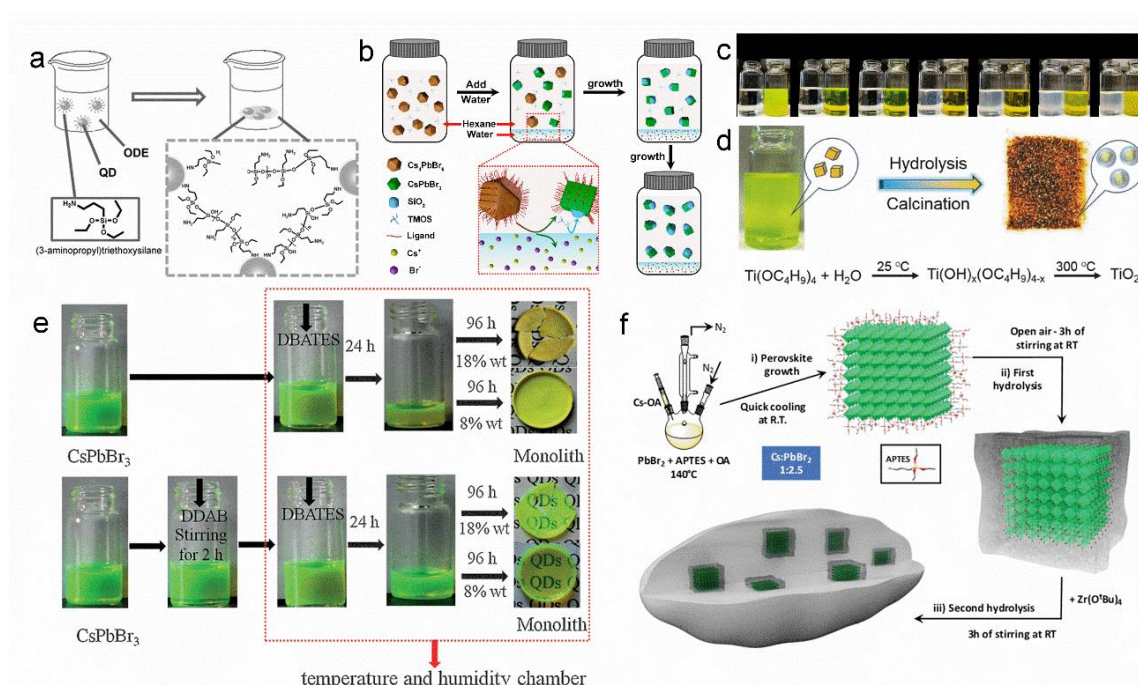 a
ODE
QD
H₂N
(3-aminopropyl)triethoxysilane
b
Add
Water
growth
Hexane
Water
growth
Cs₄PbBr₆
CsPbBr₃
SiO₂
TMOS
Ligand
Cs⁺
Br⁻
c
d
Hydrolysis
Calcination
Ti(OC₄H₉)₄ + H₂O
25 °C
Ti(OH)ₓ(OC₄H₉)₄₋ₓ
300 °C
TiO₂
e
DBATES
24 h
96 h
18% wt
96 h
8% wt
CsPbBr₃
Monolith
DDAB
Stirring
for 2 h
DBATES
24 h
96 h
18% wt
96 h
8% wt
QDs
CsPbBr₃
Monolith
temperature and humidity chamber
f
N₂
N₂
Cs-OA
i) Perovskite
growth
Quick cooling
at R.T.
PbBr₂ + APTES + OA
140°C
Cs:PbBr₂
1:2.5
APTES
Open air - 3h of
stirring at RT
ii) First
hydrolysis
+ Zr(OᵗBu)₄
iii) Second hydrolysis
3h of stirring at RT